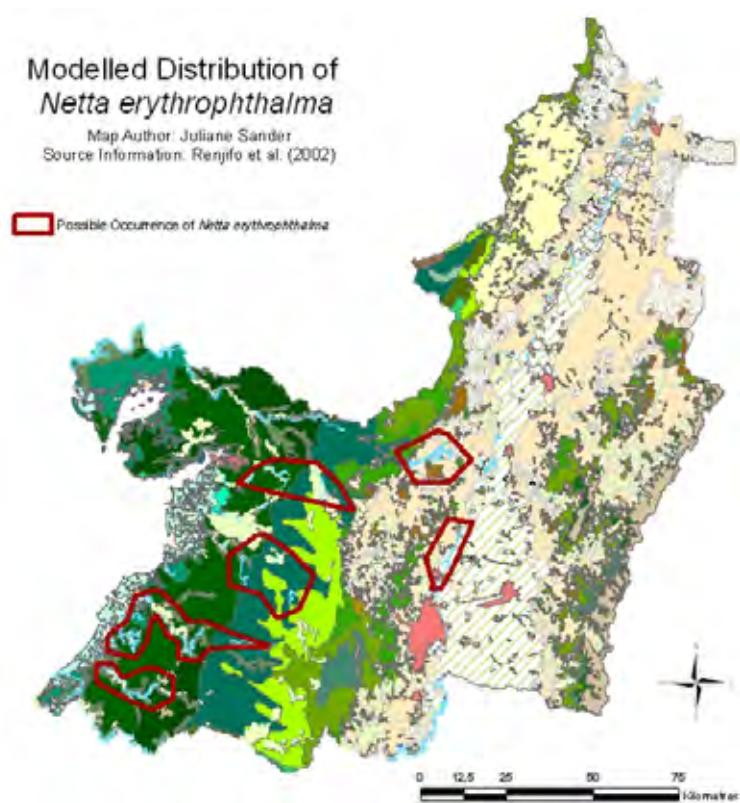 Modelled Distribution of
Netta erythrophthalma
Map Author: Juliane Sander
Source Information: Renjifo et al. (2002)
Possible Occurrence of Netta erythrophthalma
0 12,5 25 50 75
Kilometres